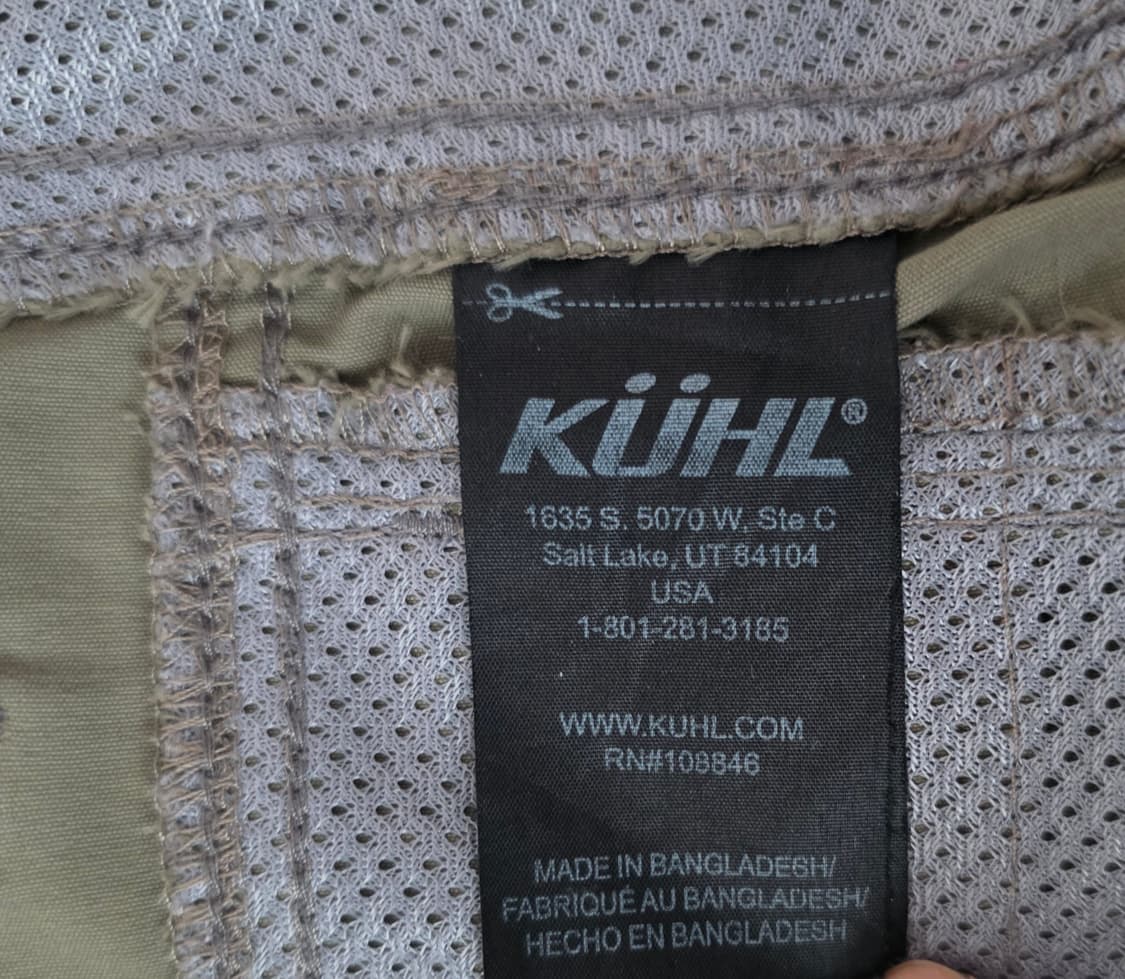 KÜHL®
1635 S. 5070 W. Ste C
Salt Lake, UT 84104
USA
1-801-281-3185
WWW.KUHL.COM
RN#109846
MADE IN BANGLADESH/
FABRIQUÉ AU BANGLADESH/
HECHO EN BANGLADESH